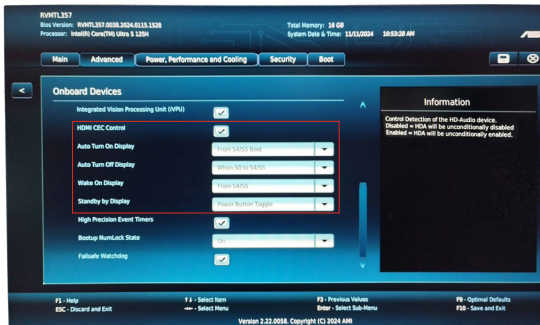 RVMTL357
Bios Version: RVMTL357.0038.2024.0115.1528
Processor: Intel(R) Core(TM) Ultra 5 125H
Total Memory: 16 GB
System Date & Time: 11/11/2024 10:53:28 AM
Main Advanced Power, Performance and Cooling Security Boot
<
Onboard Devices
Integrated Vision Processing Unit (IVPU)
HDMI CEC Control
Auto Turn On Display From S4/S5 Boot
Auto Turn Off Display When S0 to S4/S5
Wake On Display From S4/S5
Standby by Display Power Button Toggle
High Precision Event Timers
Bootup NumLock State On
Failsafe Watchdog
Information
Control Detection of the HD-Audio device.
Disabled = HDA will be unconditionally disabled
Enabled = HDA will be unconditionally enabled.
F1 - Help
ESC - Discard and Exit
↑↓ - Select Item
→← - Select Menu
F3 - Previous Values
Enter - Select Sub-Menu
F9 - Optimal Defaults
F10 - Save and Exit
Version 2.22.0058. Copyright (C) 2024 AMI